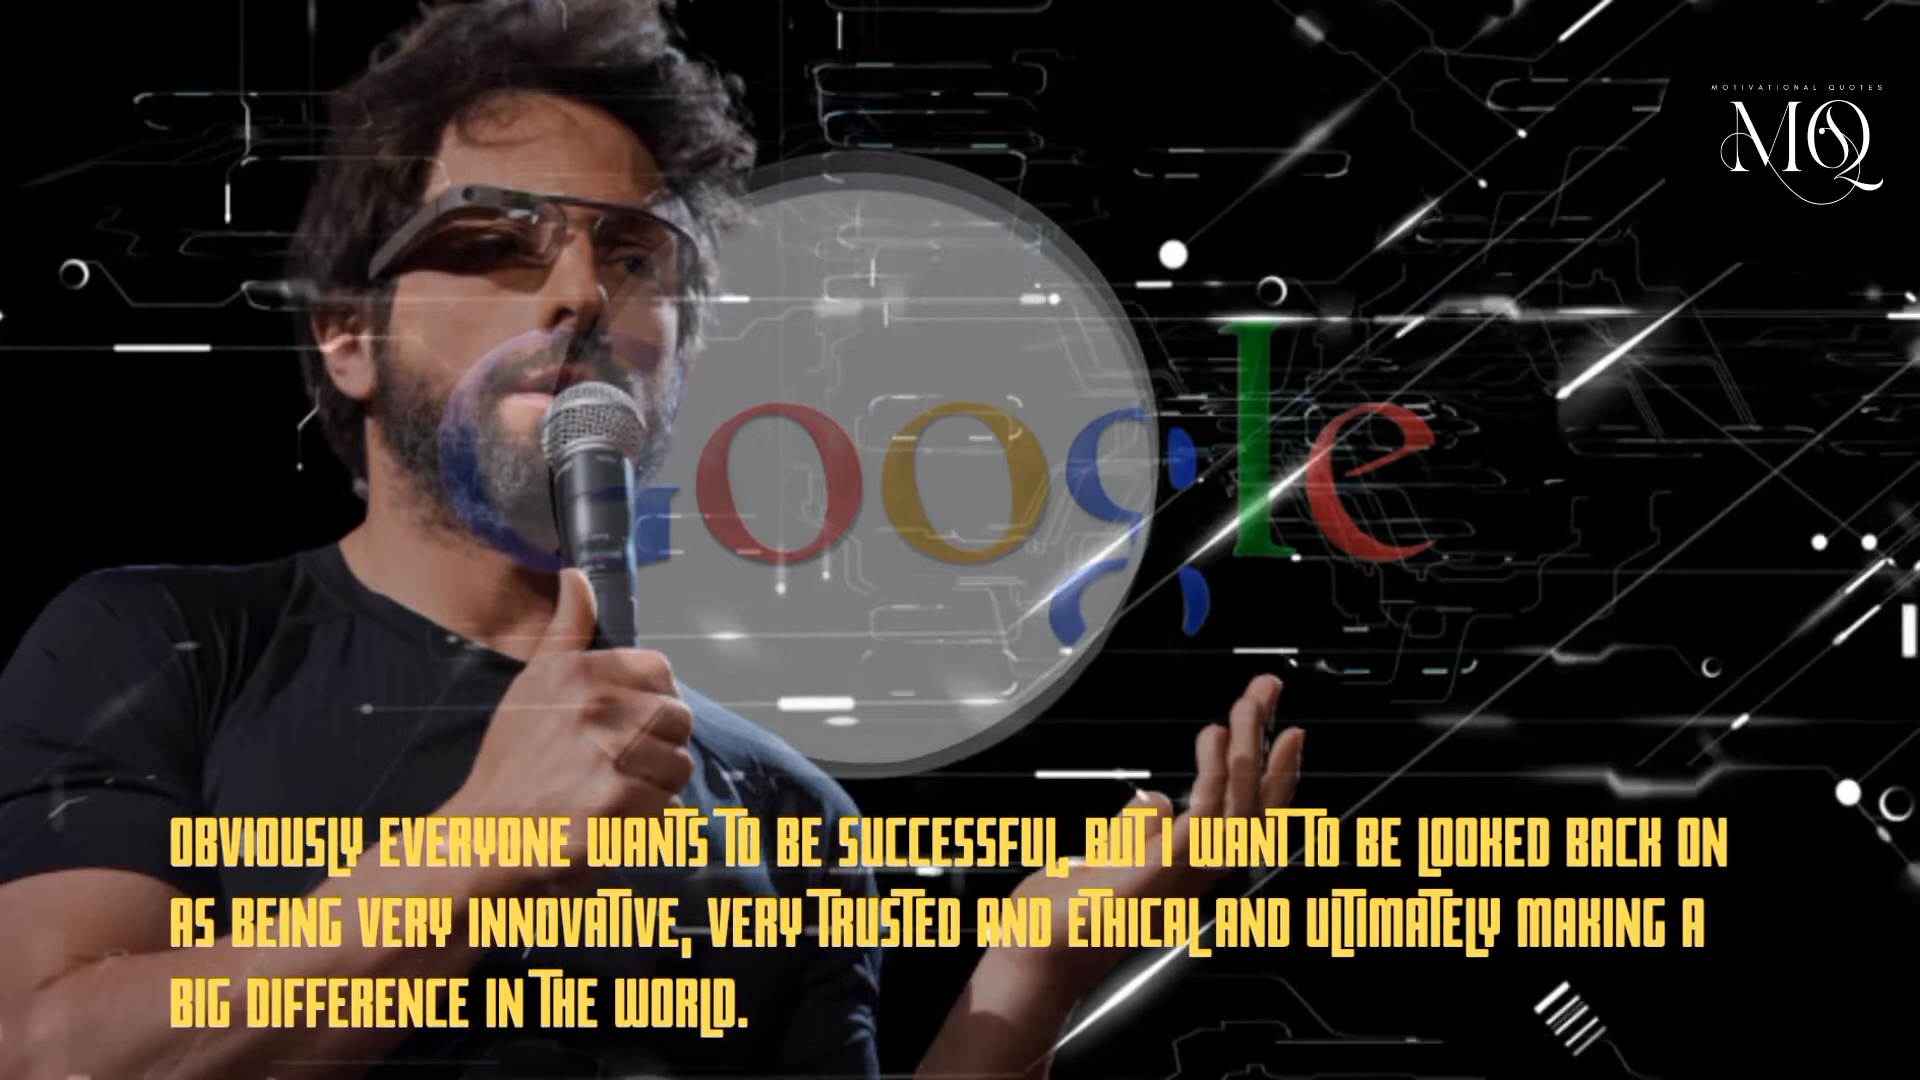 MOTIVATIONAL QUOTES
MQ
Google
OBVIOUSLY EVERYONE WANTS TO BE SUCCESSFUL, BUT I WANT TO BE LOOKED BACK ON
AS BEING VERY INNOVATIVE, VERY TRUSTED AND ETHICAL AND ULTIMATELY MAKING A
BIG DIFFERENCE IN THE WORLD.